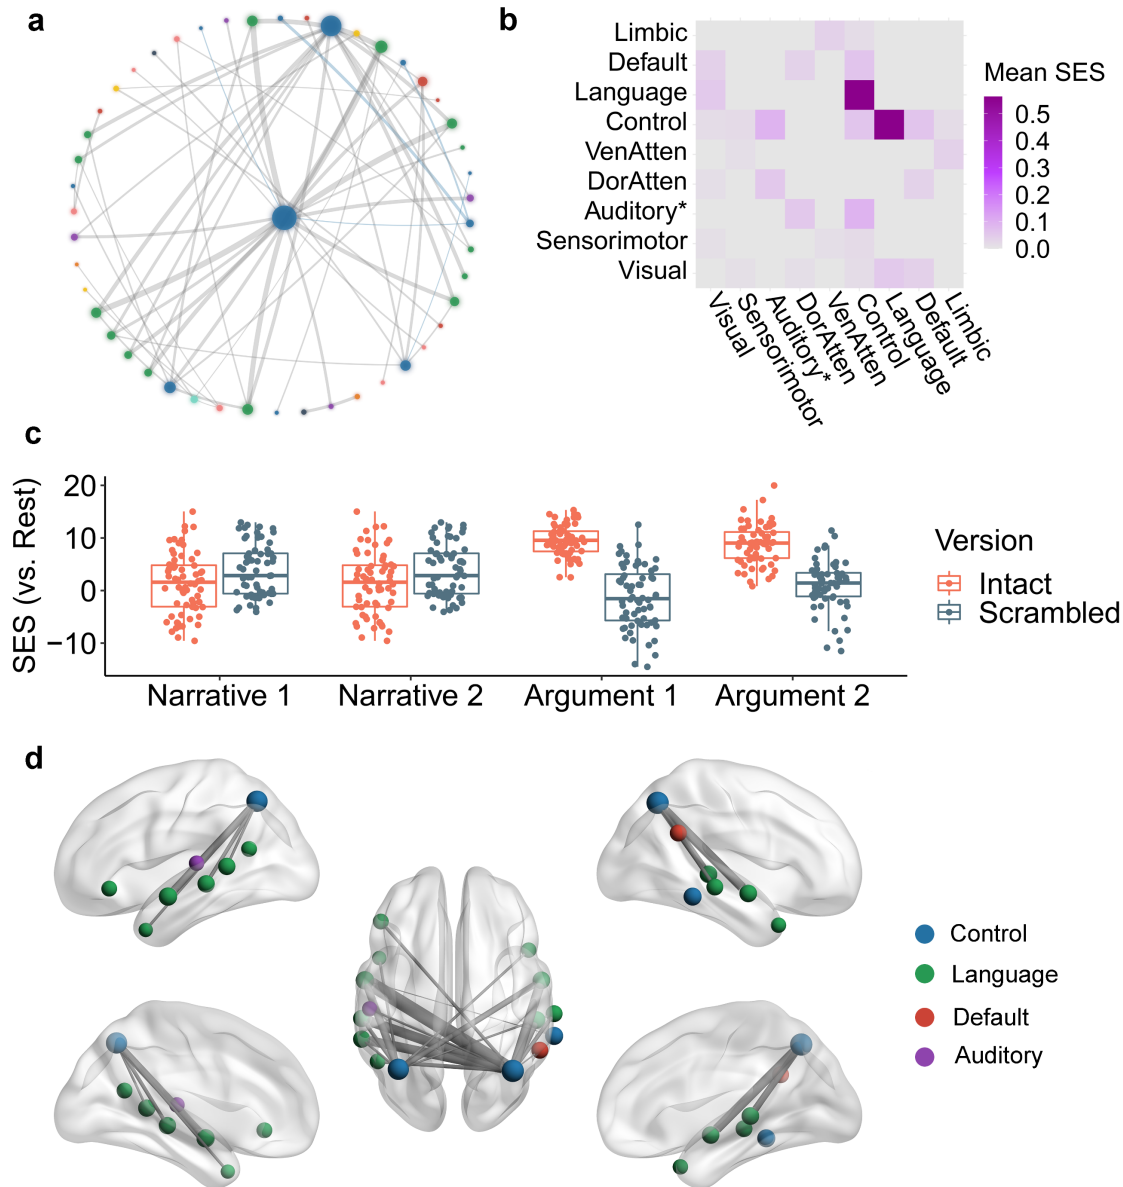 a
b
Limbic
Default
Language
Control
VenAtten
DorAtten
Auditory*
Sensorimotor
Visual
Visual
Sensorimotor
Auditory*
DorAtten
VenAtten
Control
Language
Default
Limbic
Mean SES
0.5
0.4
0.3
0.2
0.1
0.0
c
SES (vs. Rest)
20
10
0
−10
Narrative 1
Narrative 2
Argument 1
Argument 2
Version
Intact
Scrambled
d
Control
Language
Default
Auditory